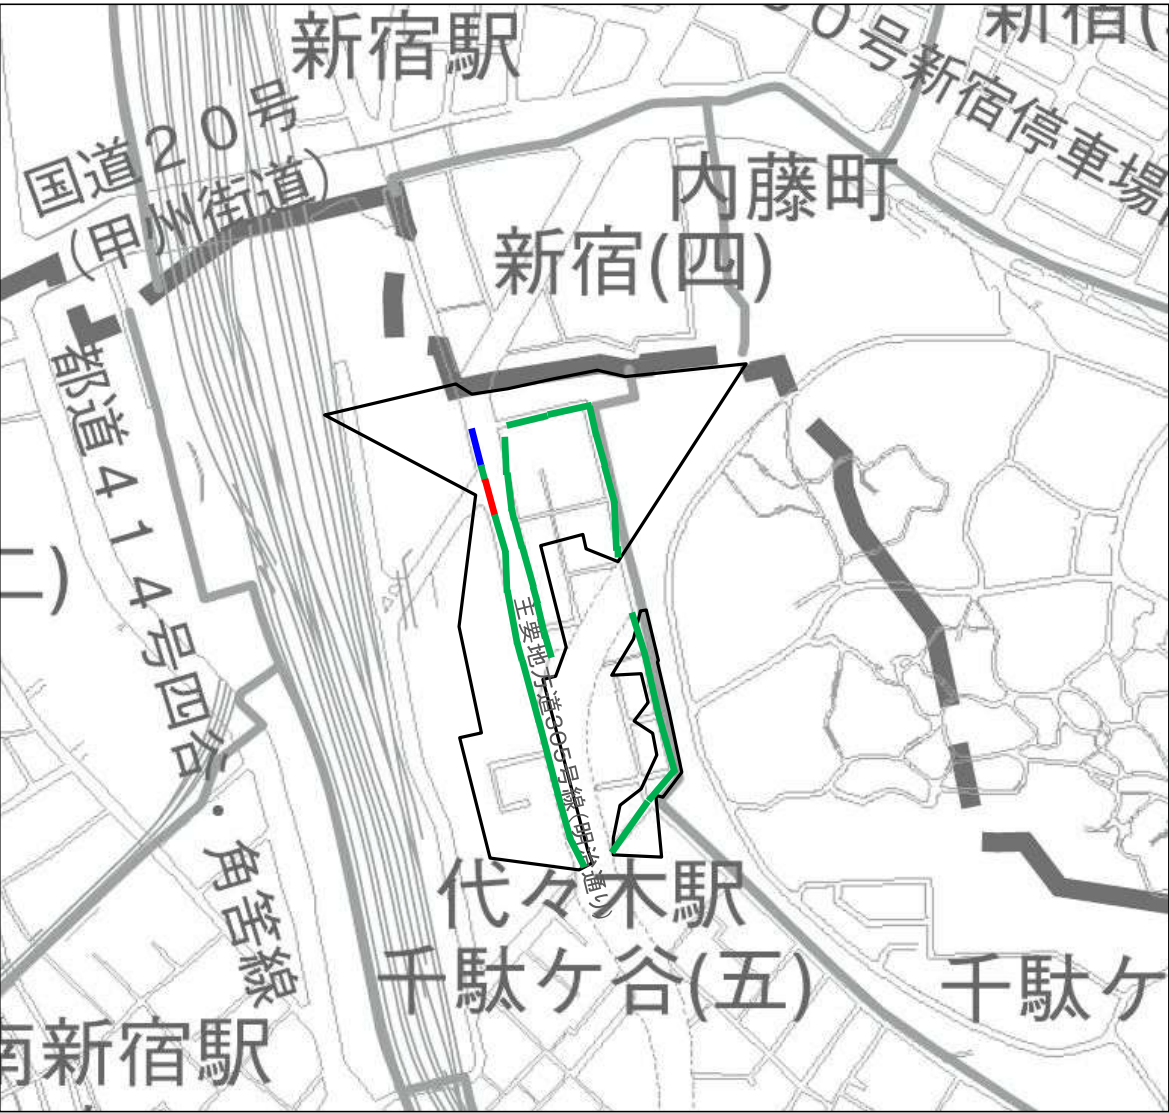 新宿駅
新宿(
０号新宿停車場
国道２０号
(甲州街道)
内藤町
新宿(四)
都道４１４号四谷
二)
主要地方道305号線(明治通り)
角筈線
代々木駅
千駄ケ谷(五)
千駄ケ
南新宿駅